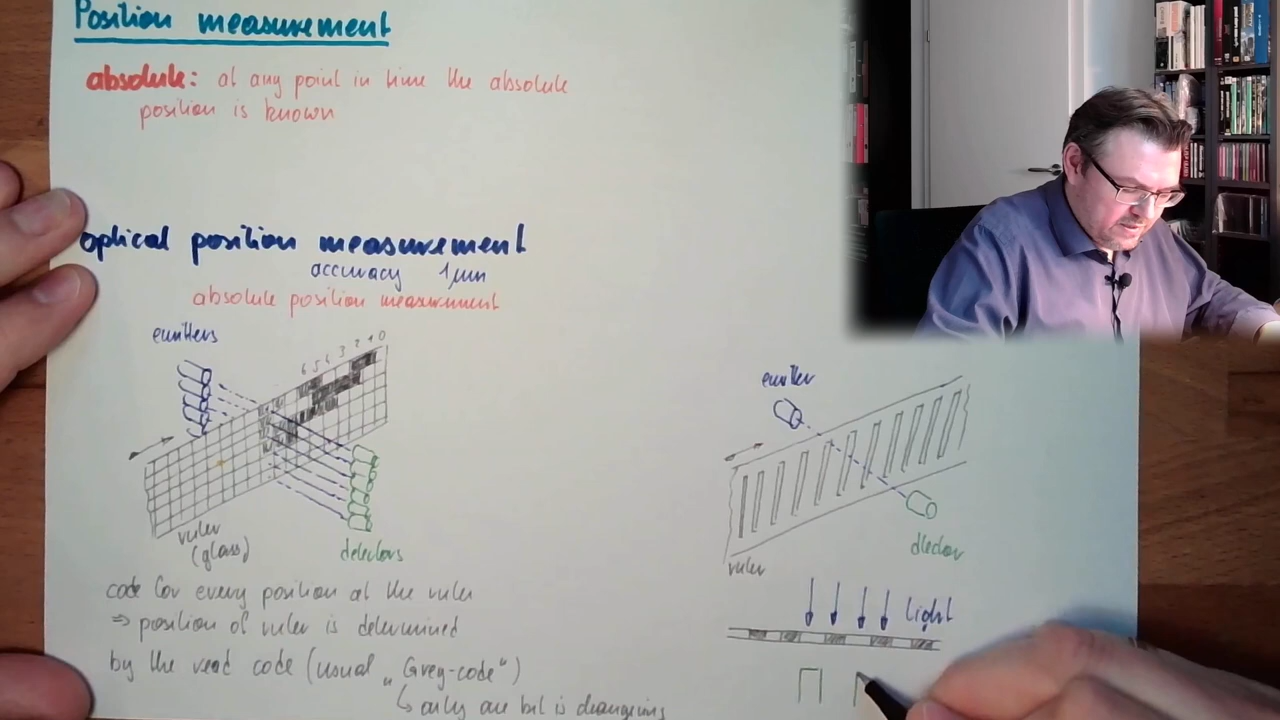 Position measurement
absolute: at any point in time the absolute
position is known
optical position measurement
accuracy 1µm
absolute position measurement
emitters
6 5 4 3 2 1 0
emitter
ruler
(glass)
detectors
detector
ruler
code for every position at the ruler
⇒ position of ruler is determined
light
by the read code (usual „Grey-code“)
↳ only one bit is changeing